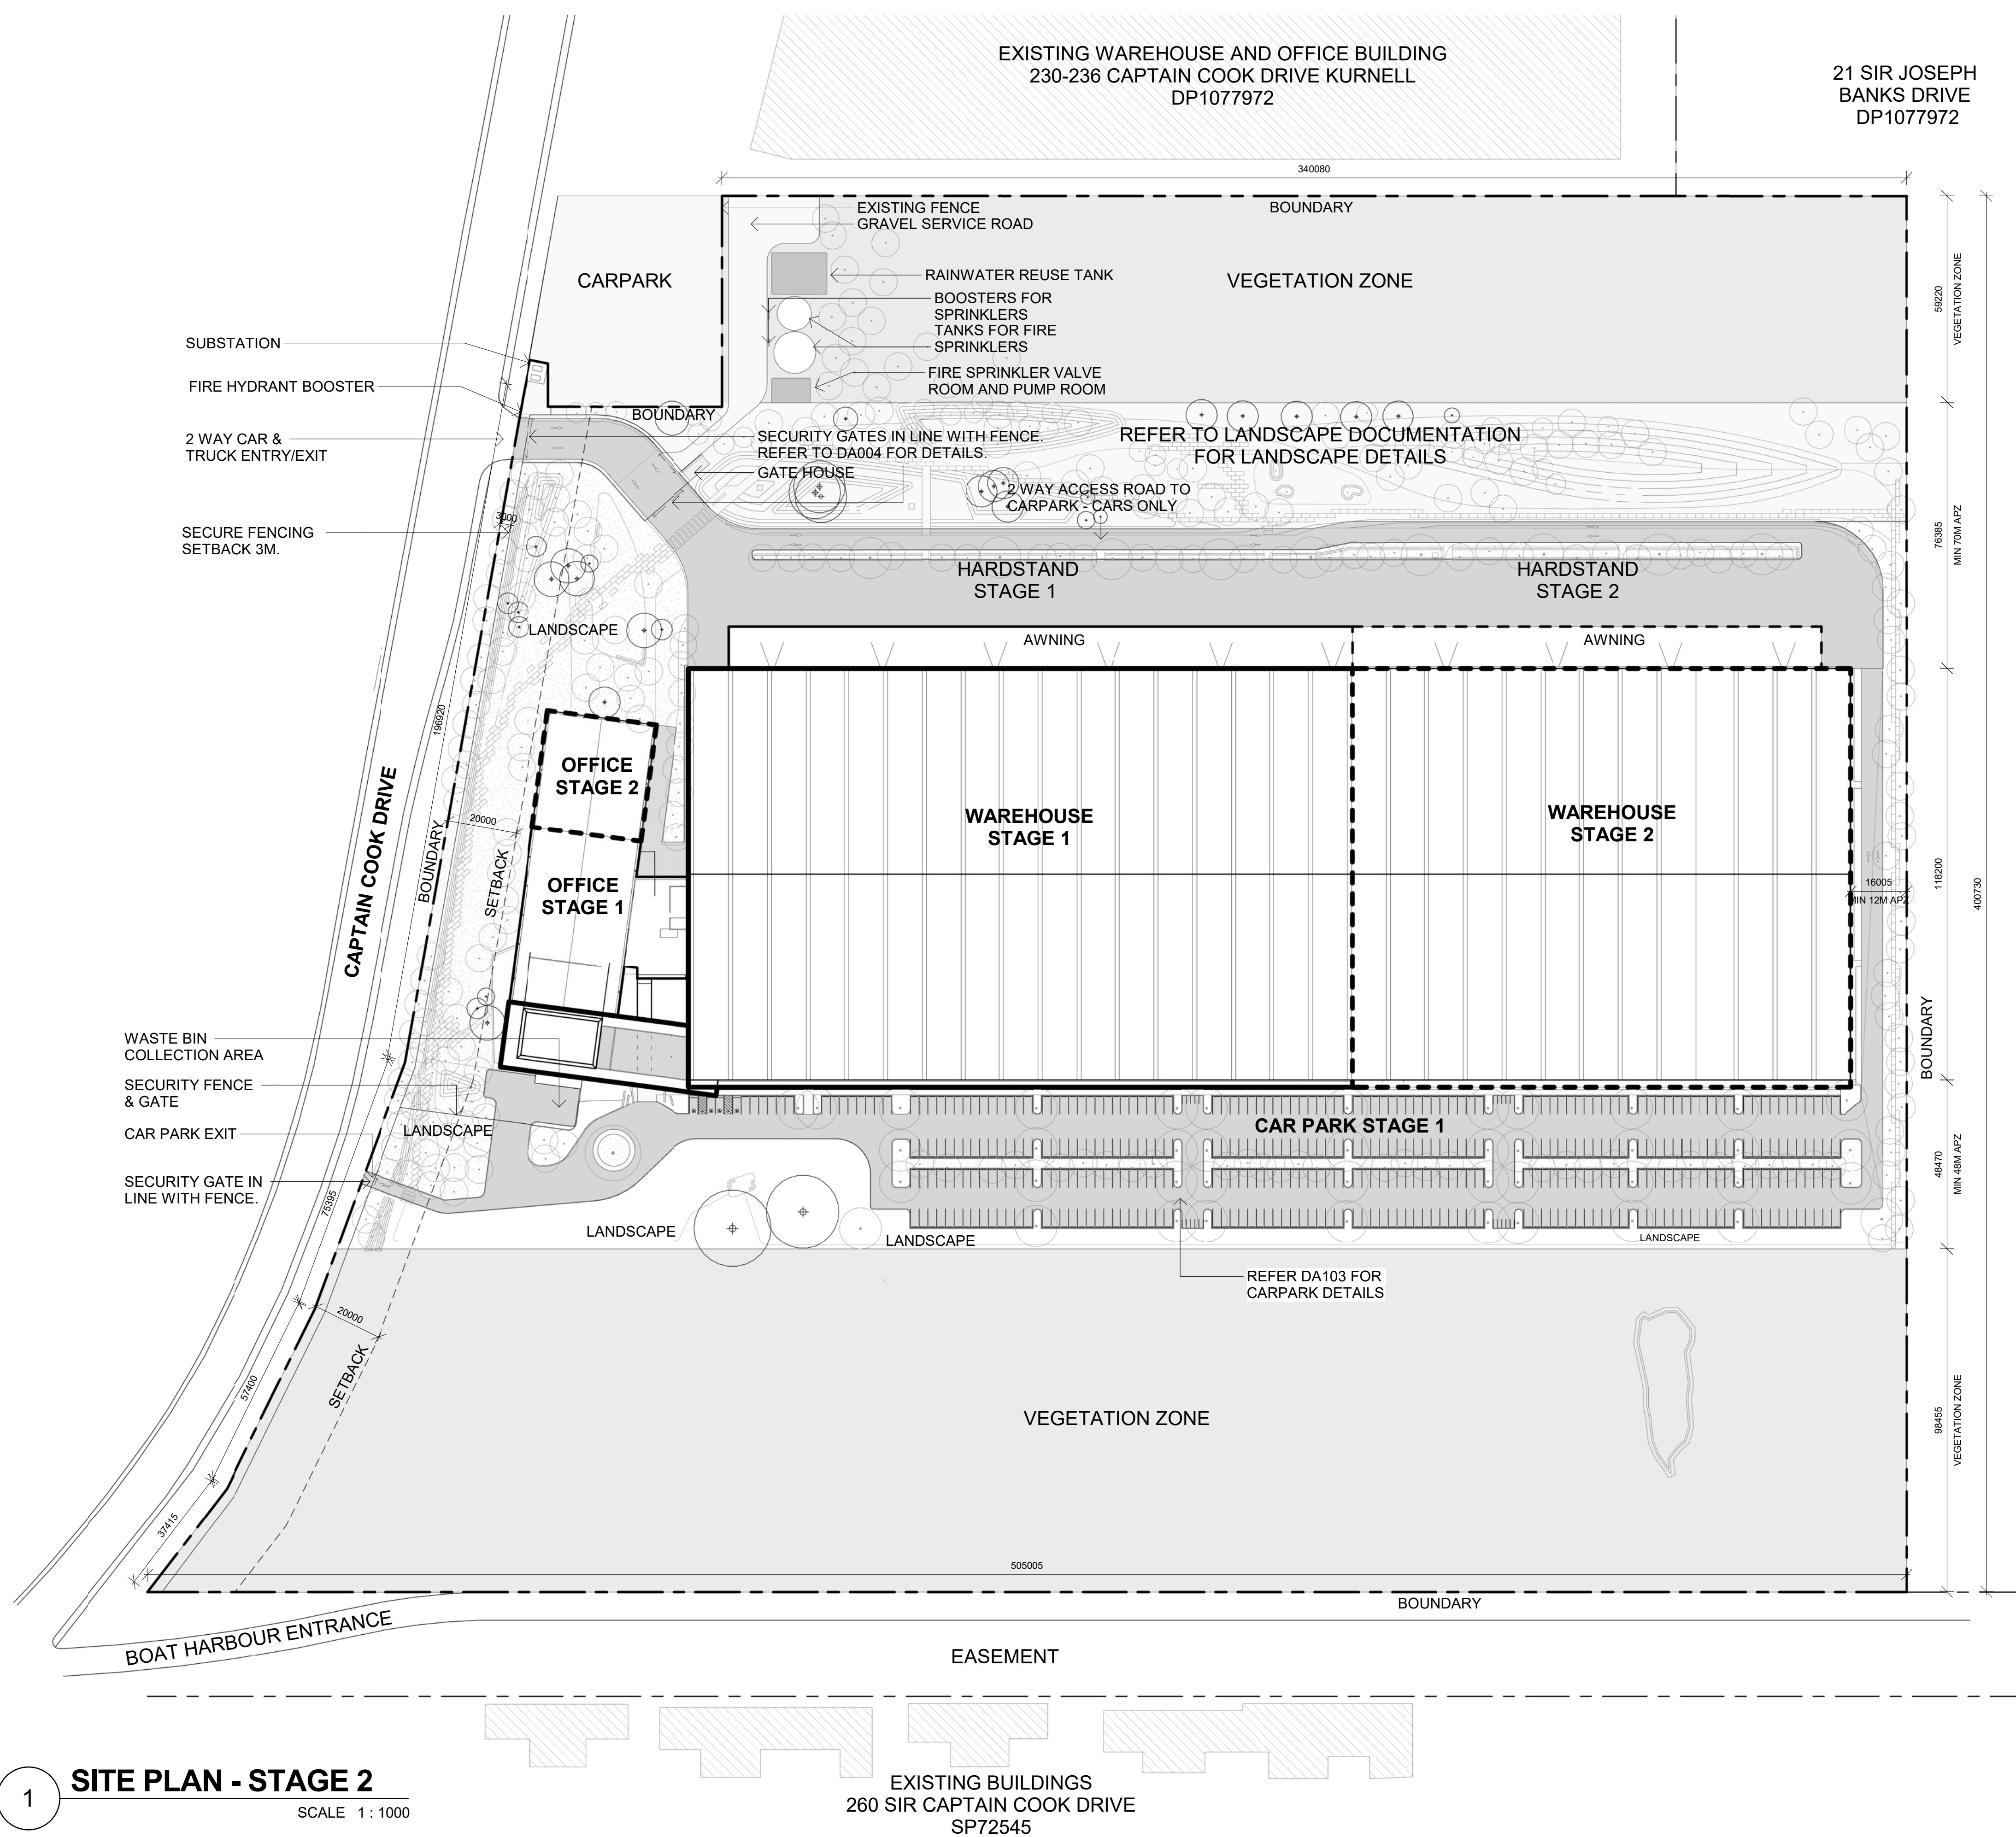 EXISTING WAREHOUSE AND OFFICE BUILDING
230-236 CAPTAIN COOK DRIVE KURNELL
DP1077972
21 SIR JOSEPH
BANKS DRIVE
DP1077972
340080
EXISTING FENCE
GRAVEL SERVICE ROAD
BOUNDARY
CARPARK
RAINWATER REUSE TANK
VEGETATION ZONE
BOOSTERS FOR
SPRINKLERS
TANKS FOR FIRE
SPRINKLERS
59220
VEGETATION ZONE
SUBSTATION
FIRE SPRINKLER VALVE
ROOM AND PUMP ROOM
FIRE HYDRANT BOOSTER
BOUNDARY
2 WAY CAR &
TRUCK ENTRY/EXIT
SECURITY GATES IN LINE WITH FENCE.
REFER TO DA004 FOR DETAILS.
GATE HOUSE
REFER TO LANDSCAPE DOCUMENTATION
FOR LANDSCAPE DETAILS
2 WAY ACCESS ROAD TO
CARPARK - CARS ONLY
3000
SECURE FENCING
SETBACK 3M.
76385
MIN 70M APZ
HARDSTAND
STAGE 1
HARDSTAND
STAGE 2
LANDSCAPE
AWNING
AWNING
196920
OFFICE
STAGE 2
WAREHOUSE
STAGE 1
WAREHOUSE
STAGE 2
20000
CAPTAIN COOK DRIVE
BOUNDARY
SETBACK
OFFICE
STAGE 1
16005
MIN 12M APZ
118200
400730
BOUNDARY
WASTE BIN
COLLECTION AREA
SECURITY FENCE
& GATE
LANDSCAPE
CAR PARK EXIT
CAR PARK STAGE 1
SECURITY GATE IN
LINE WITH FENCE.
75395
48470
MIN 48M APZ
LANDSCAPE
LANDSCAPE
LANDSCAPE
REFER DA103 FOR
CARPARK DETAILS
20000
SETBACK
57400
VEGETATION ZONE
98455
VEGETATION ZONE
37415
505005
BOUNDARY
BOAT HARBOUR ENTRANCE
EASEMENT
1
SITE PLAN - STAGE 2
SCALE 1 : 1000
EXISTING BUILDINGS
260 SIR CAPTAIN COOK DRIVE
SP72545